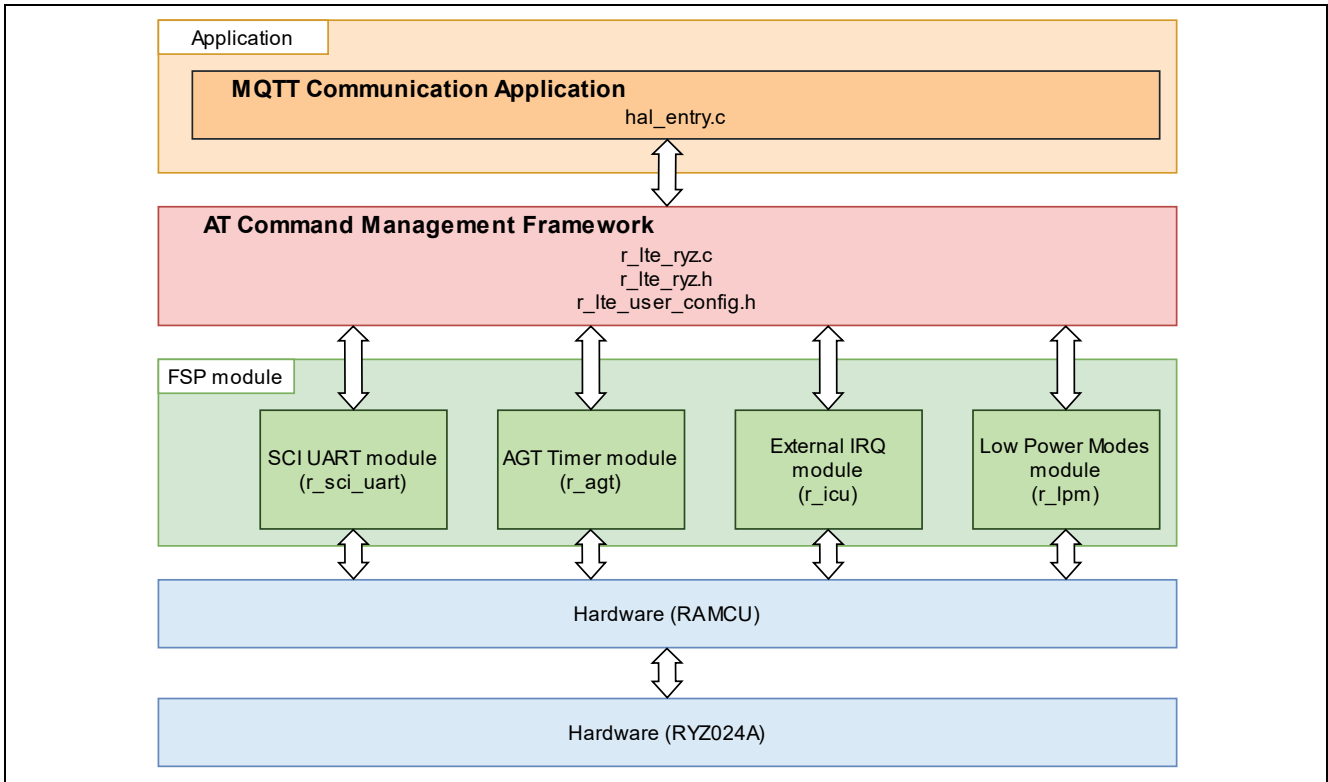 Application
MQTT Communication Application
hal_entry.c
AT Command Management Framework
r_lte_ryz.c
r_lte_ryz.h
r_lte_user_config.h
FSP module
SCI UART module
(r_sci_uart)
AGT Timer module
(r_agt)
External IRQ
module
(r_icu)
Low Power Modes
module
(r_lpm)
Hardware (RAMCU)
Hardware (RYZ024A)